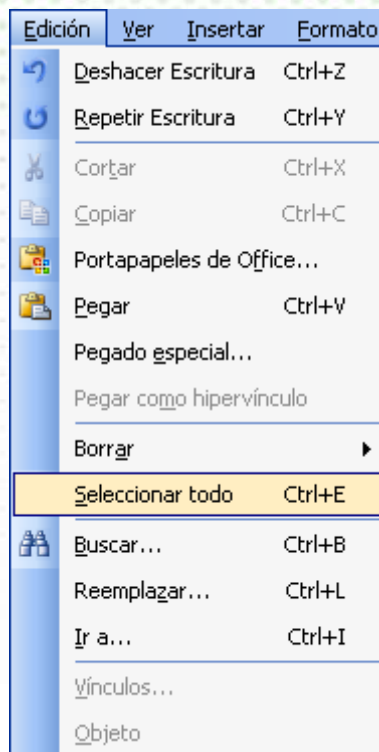 Edición Ver Insertar Formato
Deshacer Escritura Ctrl+Z
Repetir Escritura Ctrl+Y
Cortar Ctrl+X
Copiar Ctrl+C
Portapapeles de Office...
Pegar Ctrl+V
Pegado especial...
Pegar como hipervínculo
Borrar
Seleccionar todo Ctrl+E
Buscar... Ctrl+B
Reemplazar... Ctrl+L
Ir a... Ctrl+I
Vínculos...
Objeto